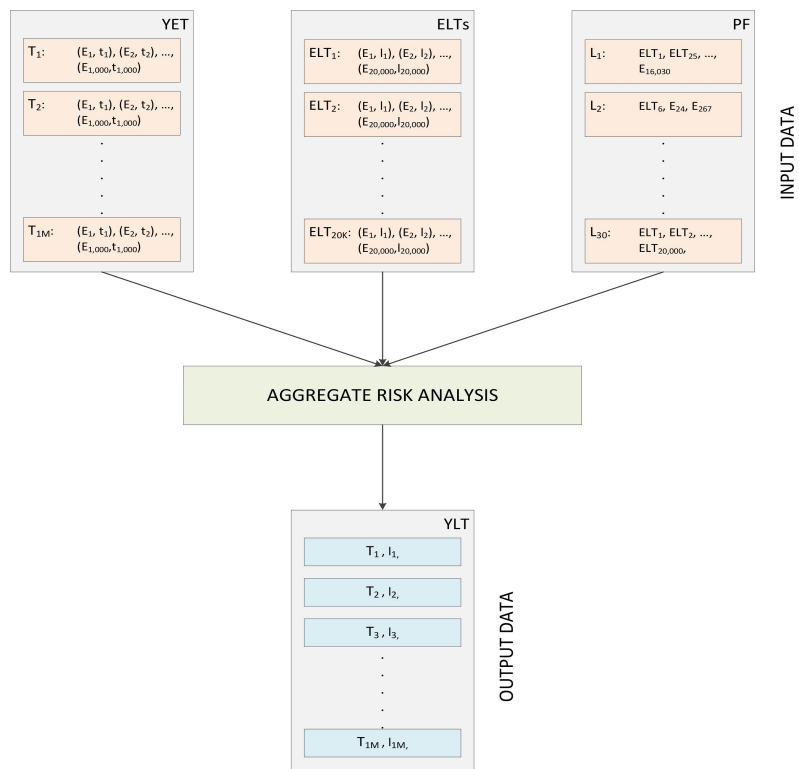 YET
T1: (E1, t1), (E2, t2), ...,
(E1,000,t1,000)
T2: (E1, t1), (E2, t2), ...,
(E1,000,t1,000)
T1M: (E1, t1), (E2, t2), ...,
(E1,000,t1,000)
ELTs
ELT1: (E1, l1), (E2, l2), ...,
(E20,000,l20,000)
ELT2: (E1, l1), (E2, l2), ...,
(E20,000,l20,000)
ELT20K: (E1, l1), (E2, l2), ...,
(E20,000,l20,000)
PF
L1: ELT1, ELT25, ...,
E16,030
L2: ELT6, E24, E267
L30: ELT1, ELT2, ...,
ELT20,000,
INPUT DATA
AGGREGATE RISK ANALYSIS
YLT
T1 , l1,
T2 , l2,
T3 , l3,
T1M , l1M,
OUTPUT DATA